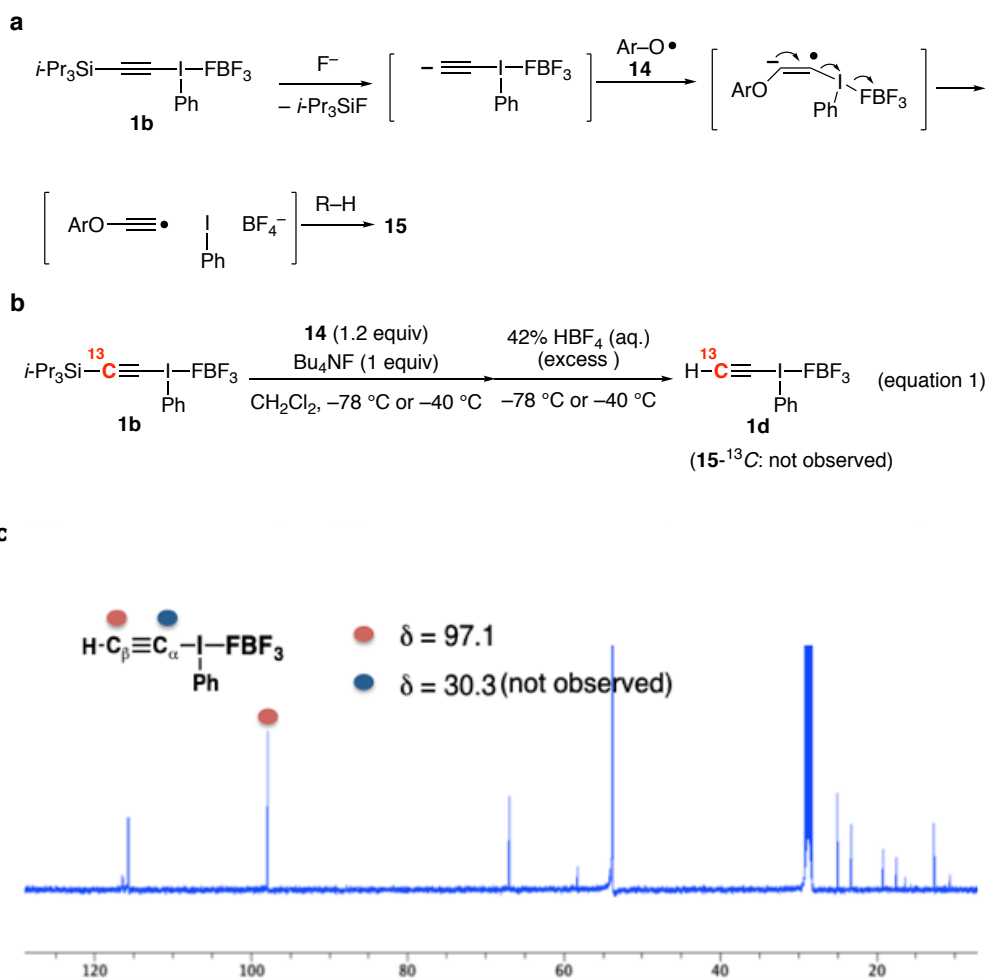 a
i-Pr₃Si I FBF₃ Ph 1b
F⁻
– i-Pr₃SiF
– I FBF₃ Ph
Ar–O •
14
– • ArO I Ph FBF₃
ArO • I Ph BF₄⁻
R–H
15
b
i-Pr₃Si 13 C I FBF₃ Ph
1b
14 (1.2 equiv)
Bu₄NF (1 equiv)
CH₂Cl₂, –78 °C or –40 °C
42% HBF₄ (aq.)
(excess )
–78 °C or –40 °C
H 13 C I FBF₃ Ph
1d
(equation 1)
(15-¹³C: not observed)
c
H-Cβ≡Cα–I–FBF₃
Ph
δ = 97.1
δ = 30.3 (not observed)
120 100 80 60 40 20